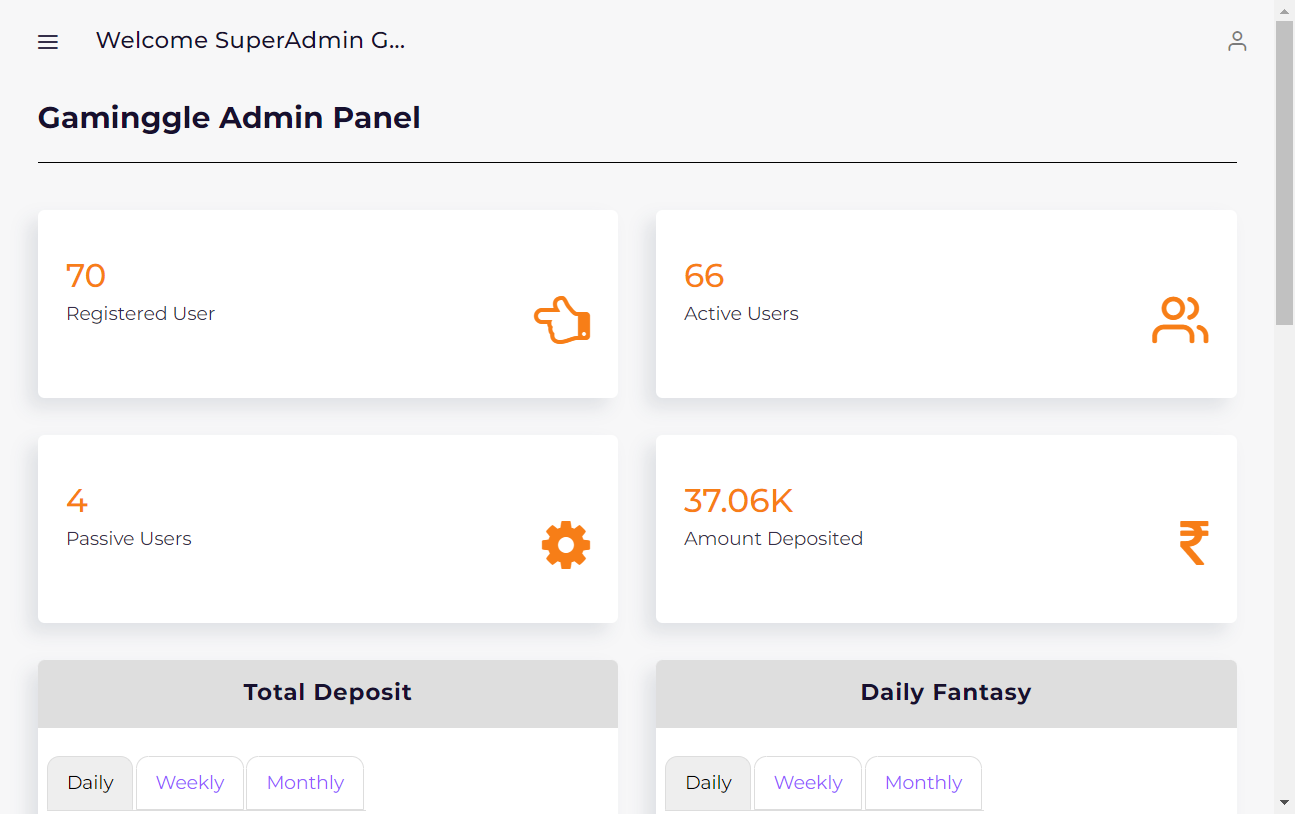 Welcome SuperAdmin G...
Gaminggle Admin Panel
70
Registered User
66
Active Users
4
Passive Users
37.06K
Amount Deposited
Total Deposit
Daily Weekly Monthly
Daily Fantasy
Daily Weekly Monthly